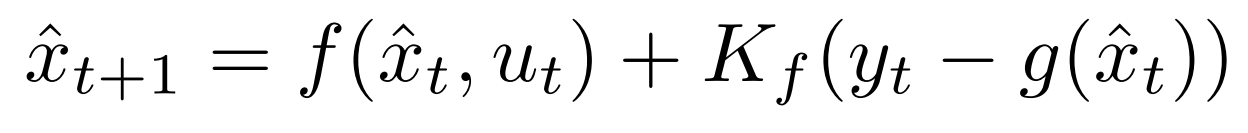 x̂_{t+1} = f(x̂_t, u_t) + K_f(y_t − g(x̂_t))